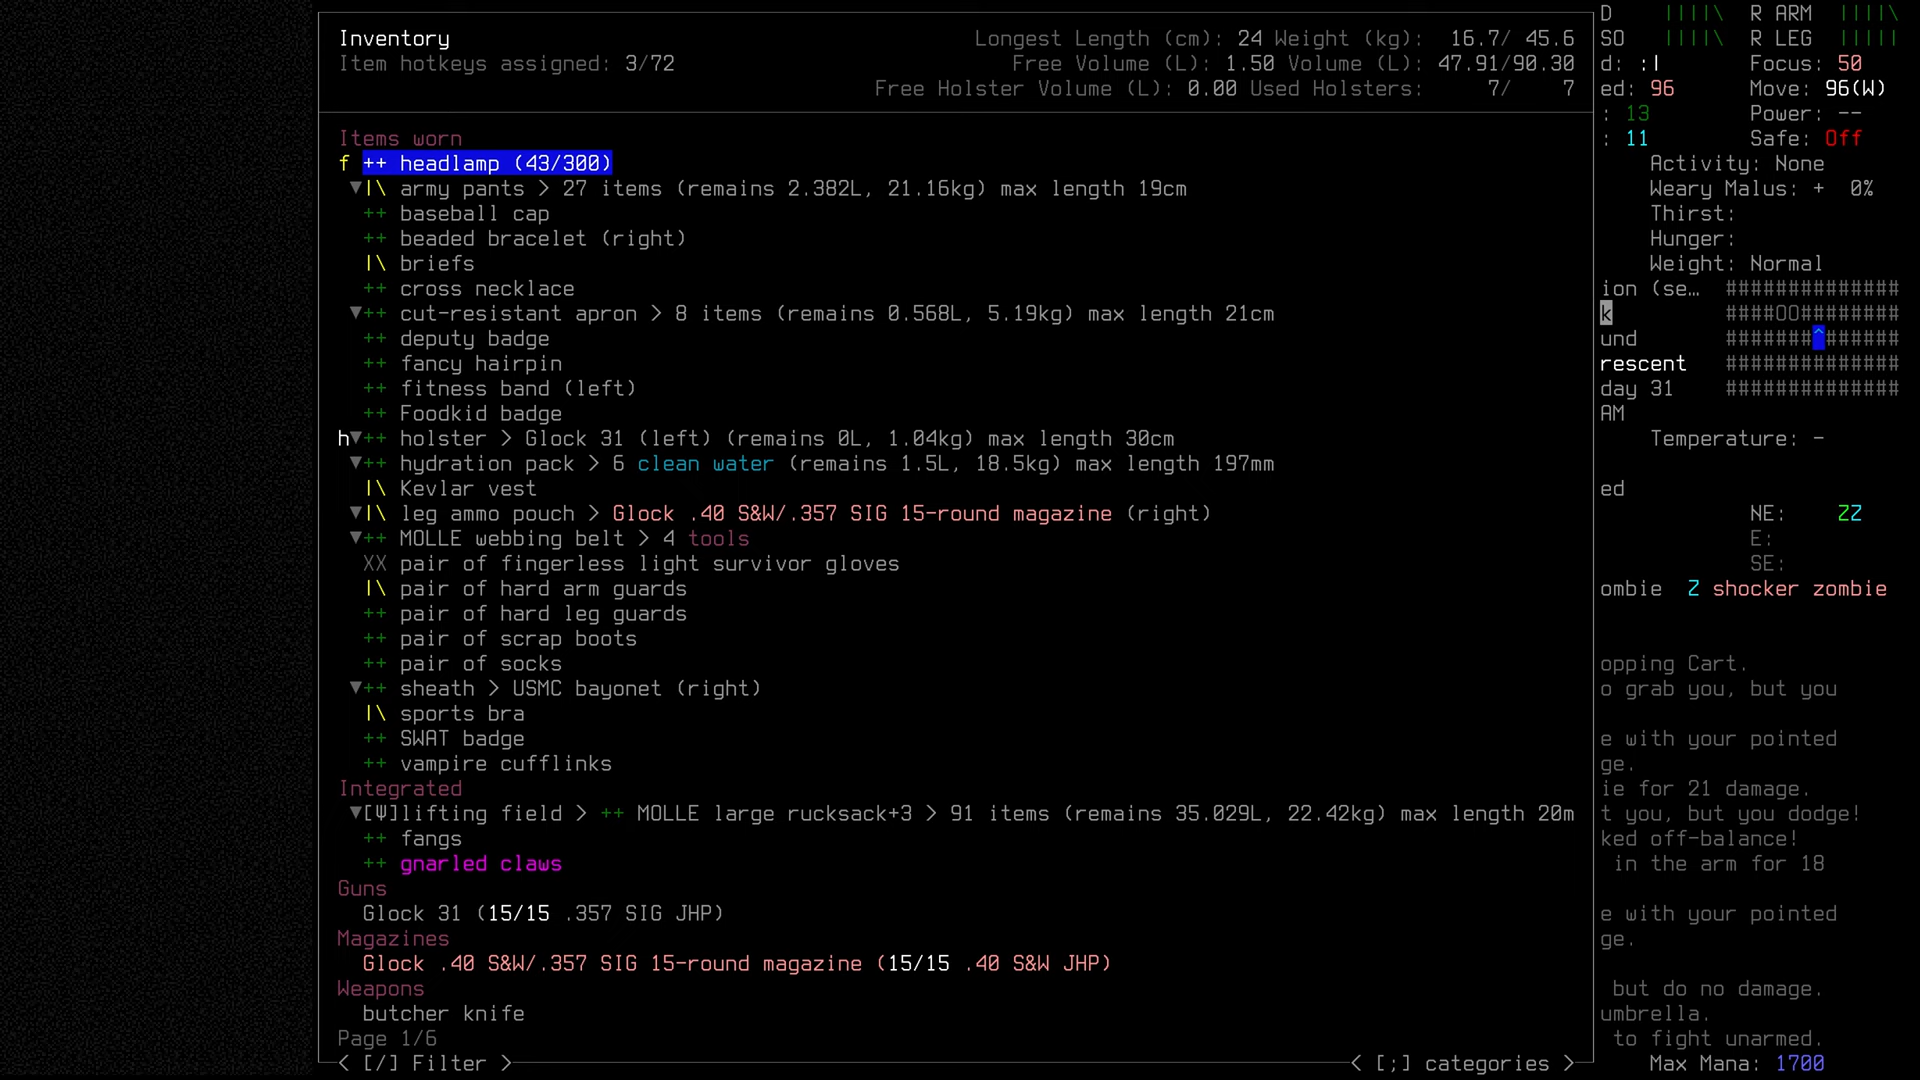 Inventory
Item hotkeys assigned: 3/72
Longest Length (cm): 24 Weight (kg): 16.7/ 45.6
Free Volume (L): 1.50 Volume (L): 47.91/90.30
Free Holster Volume (L): 0.00 Used Holsters: 7/ 7
Items worn
f ++ headlamp (43/300)
▼|\ army pants > 27 items (remains 2.382L, 21.16kg) max length 19cm
++ baseball cap
++ beaded bracelet (right)
|\ briefs
++ cross necklace
▼++ cut-resistant apron > 8 items (remains 0.568L, 5.19kg) max length 21cm
++ deputy badge
++ fancy hairpin
++ fitness band (left)
++ Foodkid badge
h▼++ holster > Glock 31 (left) (remains 0L, 1.04kg) max length 30cm
▼++ hydration pack > 6 clean water (remains 1.5L, 18.5kg) max length 197mm
|\ Kevlar vest
▼|\ leg ammo pouch > Glock .40 S&W/.357 SIG 15-round magazine (right)
▼++ MOLLE webbing belt > 4 tools
XX pair of fingerless light survivor gloves
|\ pair of hard arm guards
++ pair of hard leg guards
++ pair of scrap boots
++ pair of socks
▼++ sheath > USMC bayonet (right)
|\ sports bra
++ SWAT badge
++ vampire cufflinks
Integrated
▼[Ψ]lifting field > ++ MOLLE large rucksack+3 > 91 items (remains 35.029L, 22.42kg) max length 20m
++ fangs
++ gnarled claws
Guns
Glock 31 (15/15 .357 SIG JHP)
Magazines
Glock .40 S&W/.357 SIG 15-round magazine (15/15 .40 S&W JHP)
Weapons
butcher knife
Page 1/6
< [/] Filter >
< [;] categories >
D ||||\ R ARM ||||\
SO ||||\ R LEG |||||
d: :| Focus: 50
ed: 96 Move: 96(W)
: 13 Power: --
: 11 Safe: Off
Activity: None
Weary Malus: + 0%
Thirst:
Hunger:
Weight: Normal
ion (se… ##############
k ####OO########
und #######^######
rescent ##############
day 31 ##############
AM
Temperature: -
ed
NE: ZZ
E:
SE:
ombie Z shocker zombie
opping Cart.
o grab you, but you
e with your pointed
ge.
ie for 21 damage.
t you, but you dodge!
ked off-balance!
in the arm for 18
e with your pointed
ge.
but do no damage.
umbrella.
to fight unarmed.
Max Mana: 1700